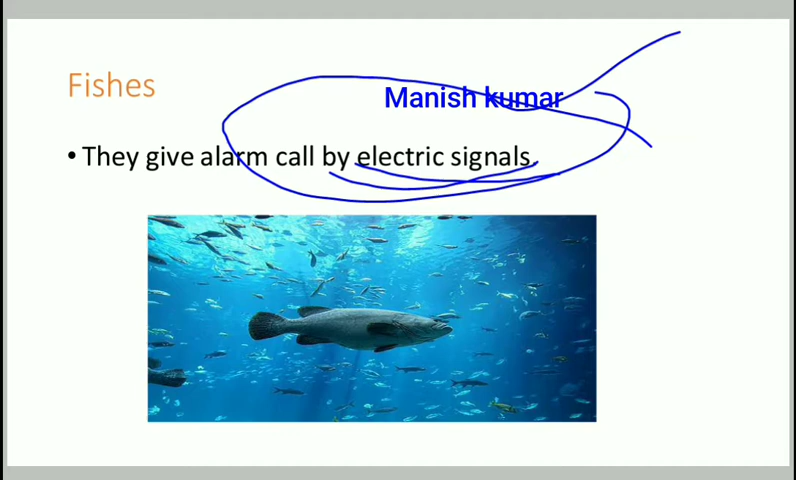 Fishes
Manish kumar
• They give alarm call by electric signals.